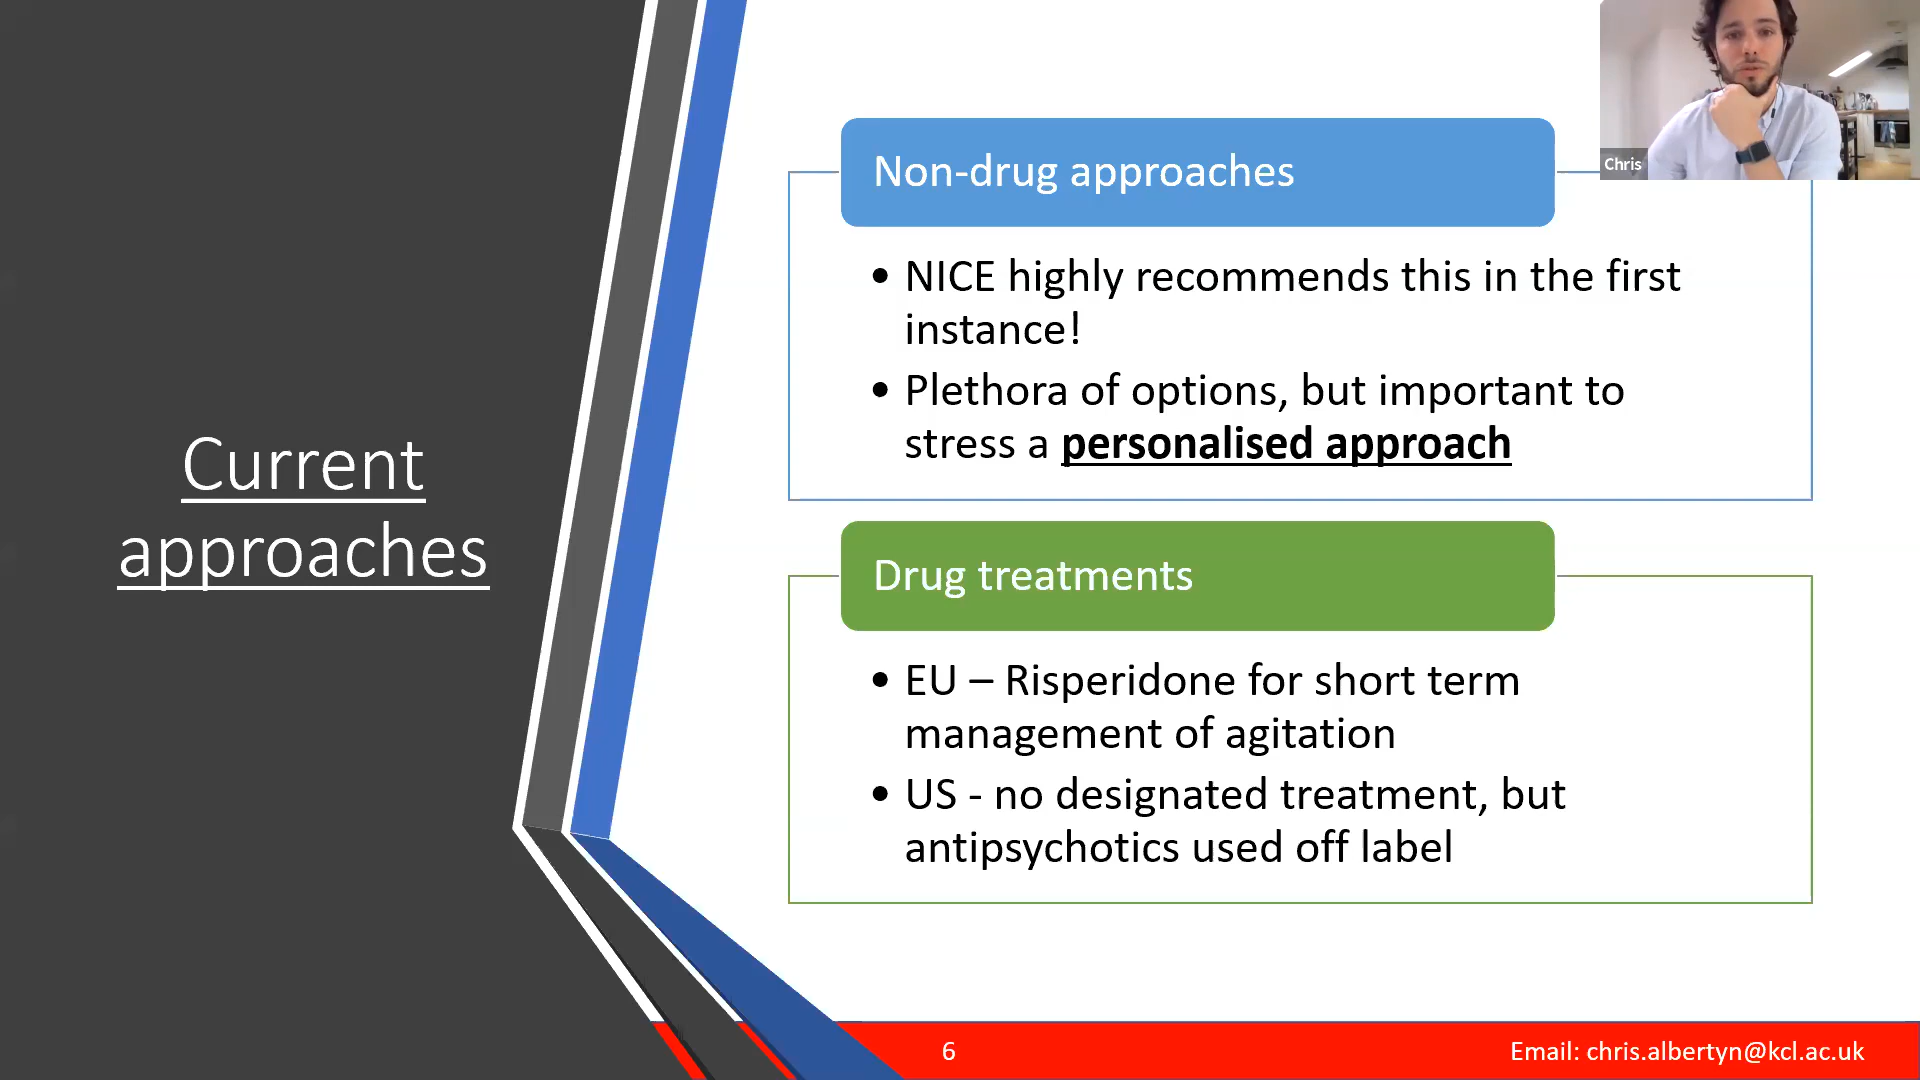 Current
approaches
Non-drug approaches
• NICE highly recommends this in the first
instance!
• Plethora of options, but important to
stress a personalised approach
Drug treatments
• EU – Risperidone for short term
management of agitation
• US - no designated treatment, but
antipsychotics used off label
Chris
6
Email: chris.albertyn@kcl.ac.uk